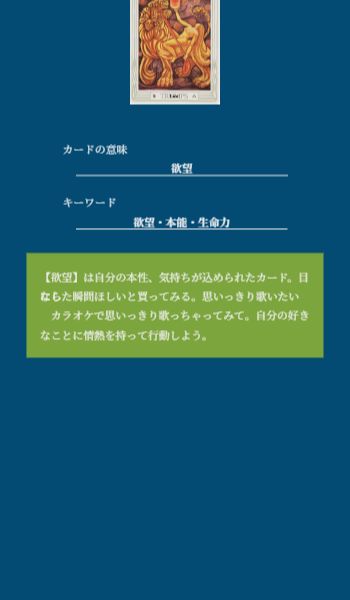 カードの意味
欲望
キーワード
欲望・本能・生命力
【欲望】は自分の本性、気持ちが込められたカード。目
なした瞬間ほしいと買ってみる。思いっきり歌いたい
カラオケで思いっきり歌っちゃってみて。自分の好き
なことに情熱を持って行動しよう。